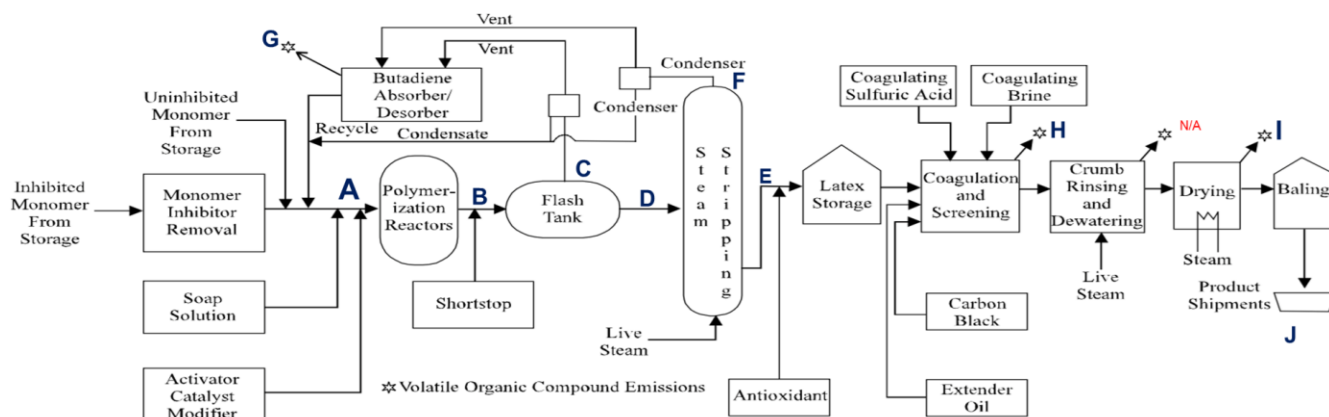 Vent
G
Vent
Condenser
F
Butadiene
Absorber/
Desorber
Condenser
Uninhibited
Monomer
From
Storage
Recycle
Condensate
Coagulating
Sulfuric Acid
Coagulating
Brine
H
N/A
I
Inhibited
Monomer
From
Storage
Monomer
Inhibitor
Removal
A
Polymer-
ization
Reactors
B
C
Flash
Tank
D
Steam
Stripping
E
Latex
Storage
Coagulation
and
Screening
Crumb
Rinsing
and
Dewatering
Drying
Baling
Steam
Live
Steam
Product
Shipments
J
Soap
Solution
Shortstop
Live
Steam
Carbon
Black
Activator
Catalyst
Modifier
Volatile Organic Compound Emissions
Antioxidant
Extender
Oil